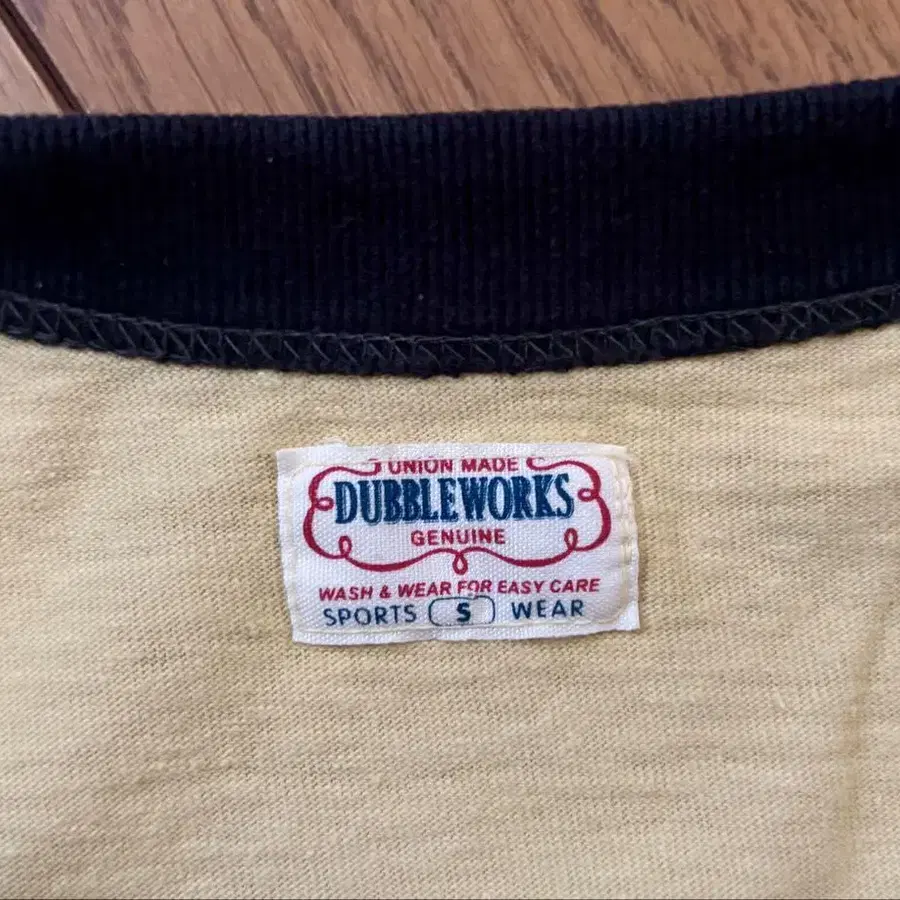 UNION MADE
DUBBLEWORKS
GENUINE
WASH & WEAR FOR EASY CARE
SPORTS S WEAR